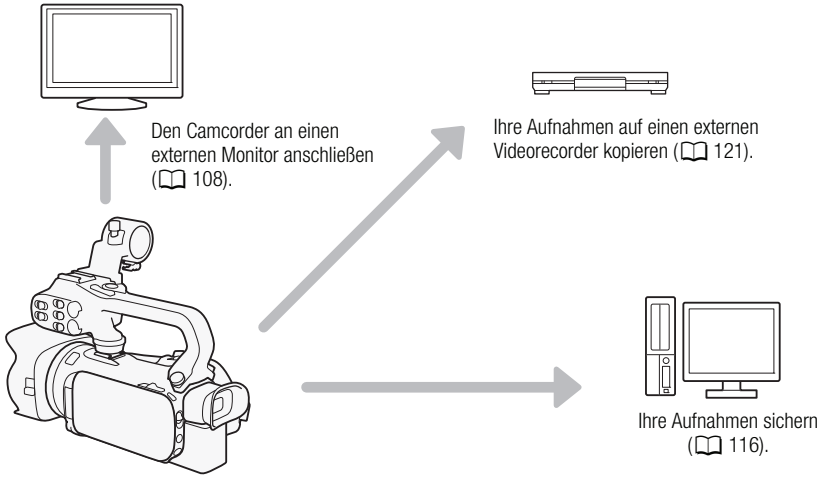 Den Camcorder an einen
externen Monitor anschließen
(📖 108).
Ihre Aufnahmen auf einen externen
Videorecorder kopieren (📖 121).
Ihre Aufnahmen sichern
(📖 116).